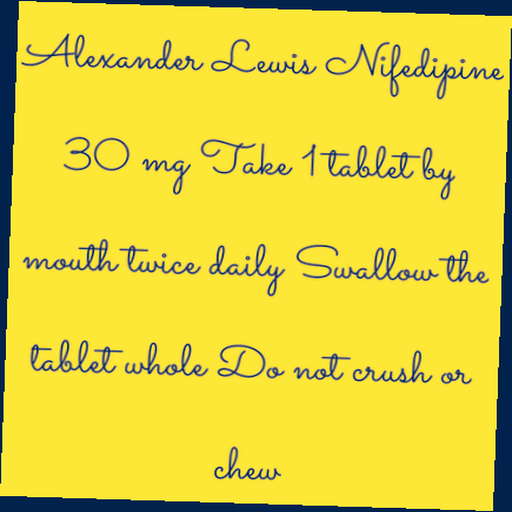 Alexander Lewis Nifedipine
30 mg Take 1 tablet by
mouth twice daily Swallow the
tablet whole Do not crush or
chew